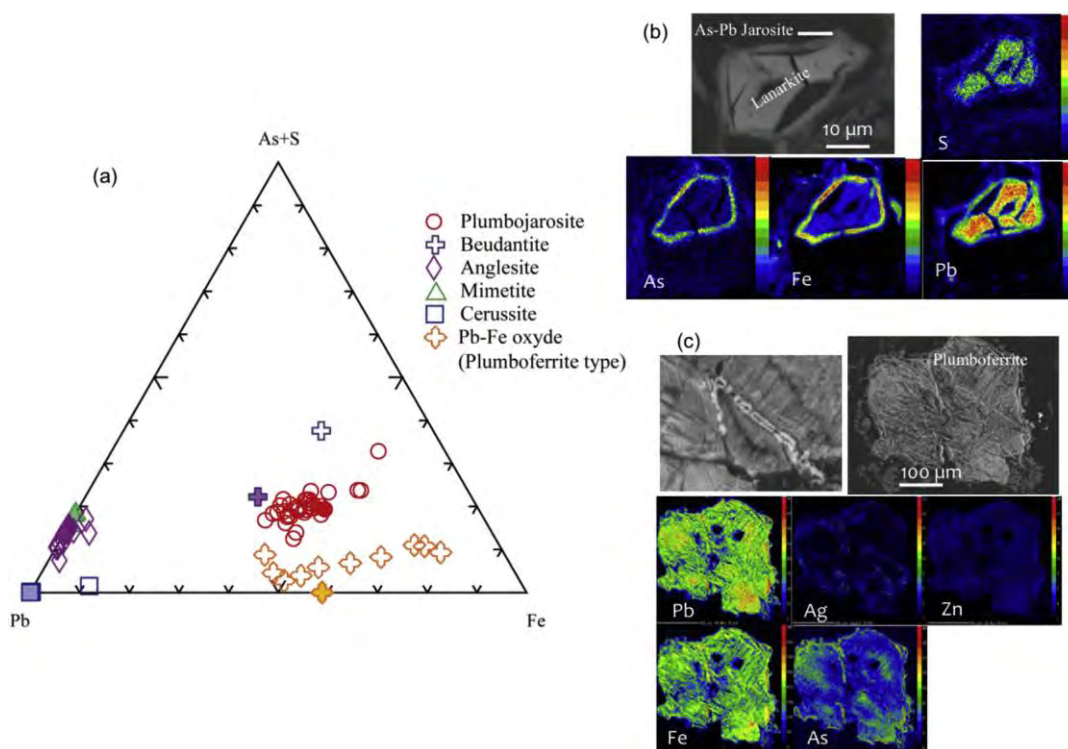 (a)
As+S
Pb
Fe
Plumbojarosite
Beudantite
Anglesite
Mimetite
Cerussite
Pb-Fe oxyde
(Plumboferrite type)
(b)
As-Pb Jarosite
Lanarkite
10 µm
S
As
Fe
Pb
(c)
Plumboferrite
100 µm
Pb
Ag
Zn
Fe
As